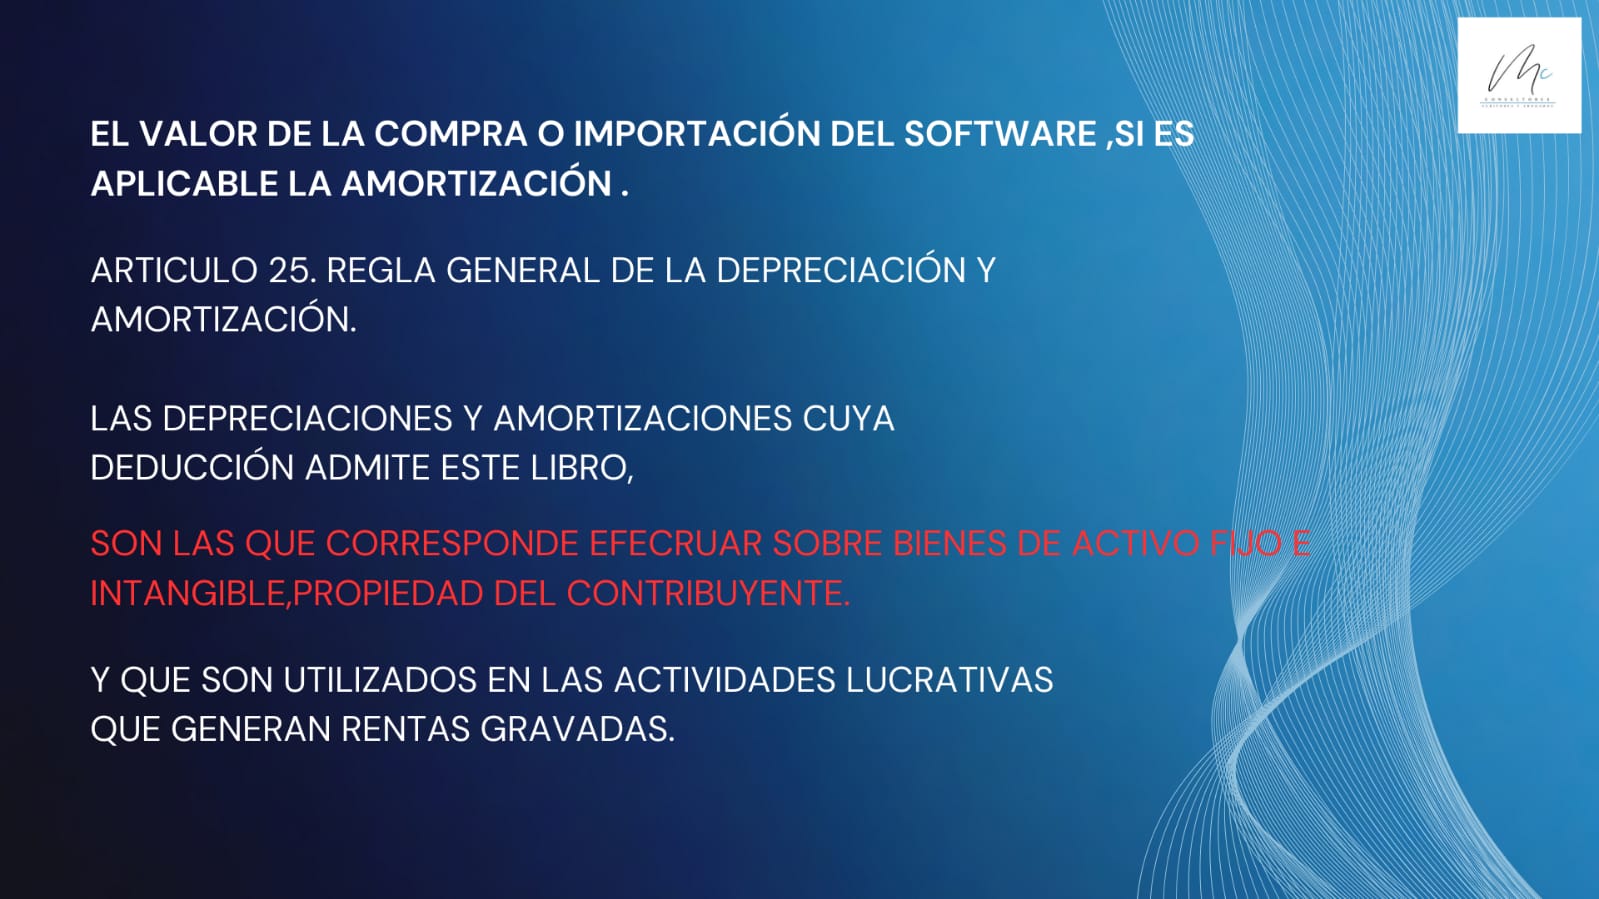 EL VALOR DE LA COMPRA O IMPORTACIÓN DEL SOFTWARE ,SI ES
APLICABLE LA AMORTIZACIÓN .
ARTICULO 25. REGLA GENERAL DE LA DEPRECIACIÓN Y
AMORTIZACIÓN.
LAS DEPRECIACIONES Y AMORTIZACIONES CUYA
DEDUCCIÓN ADMITE ESTE LIBRO,
SON LAS QUE CORRESPONDE EFECRUAR SOBRE BIENES DE ACTIVO FIJO E
INTANGIBLE,PROPIEDAD DEL CONTRIBUYENTE.
Y QUE SON UTILIZADOS EN LAS ACTIVIDADES LUCRATIVAS
QUE GENERAN RENTAS GRAVADAS.
Mc
CONSULTORES